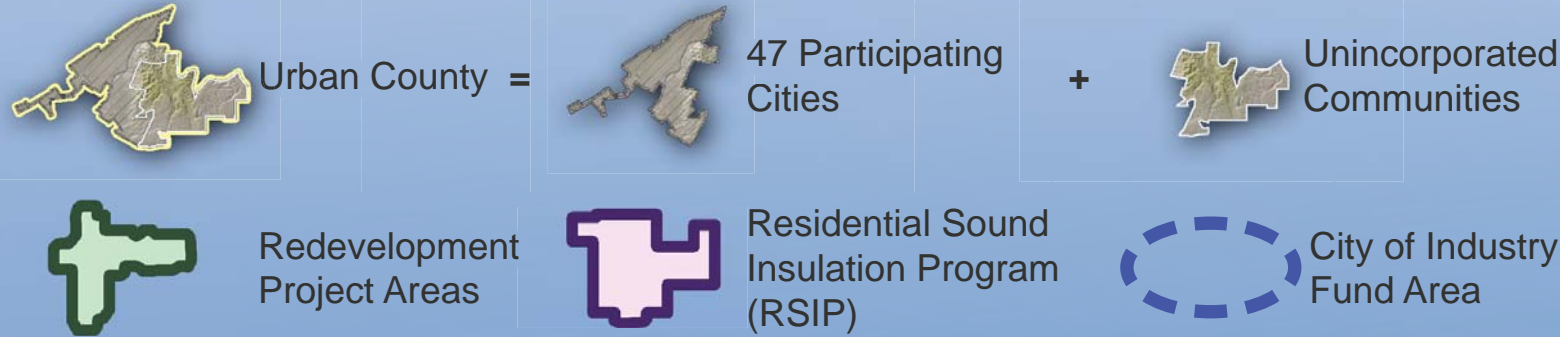 Urban County =
47 Participating
Cities
+
Unincorporated
Communities
Redevelopment
Project Areas
Residential Sound
Insulation Program
(RSIP)
City of Industry
Fund Area